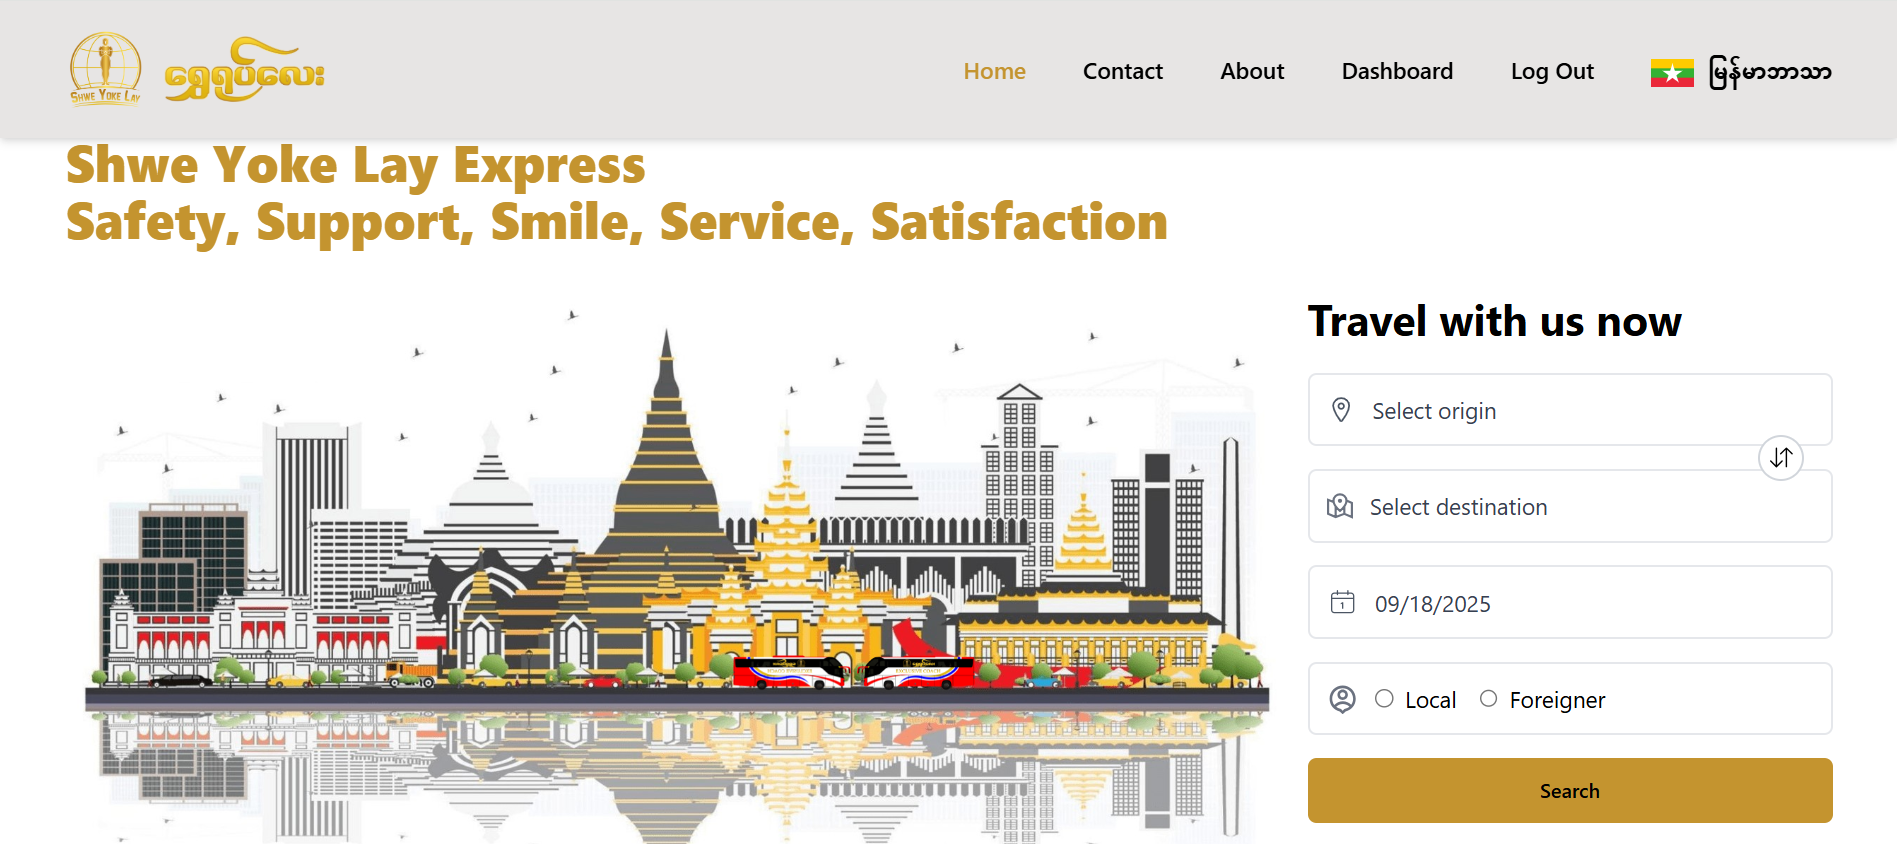 SHWE YOKE LAY
ရွှေရုပ်လေး
Home
Contact
About
Dashboard
Log Out
မြန်မာဘာသာ
Shwe Yoke Lay Express
Safety, Support, Smile, Service, Satisfaction
Travel with us now
Select origin
Select destination
1
09/18/2025
Local
Foreigner
Search